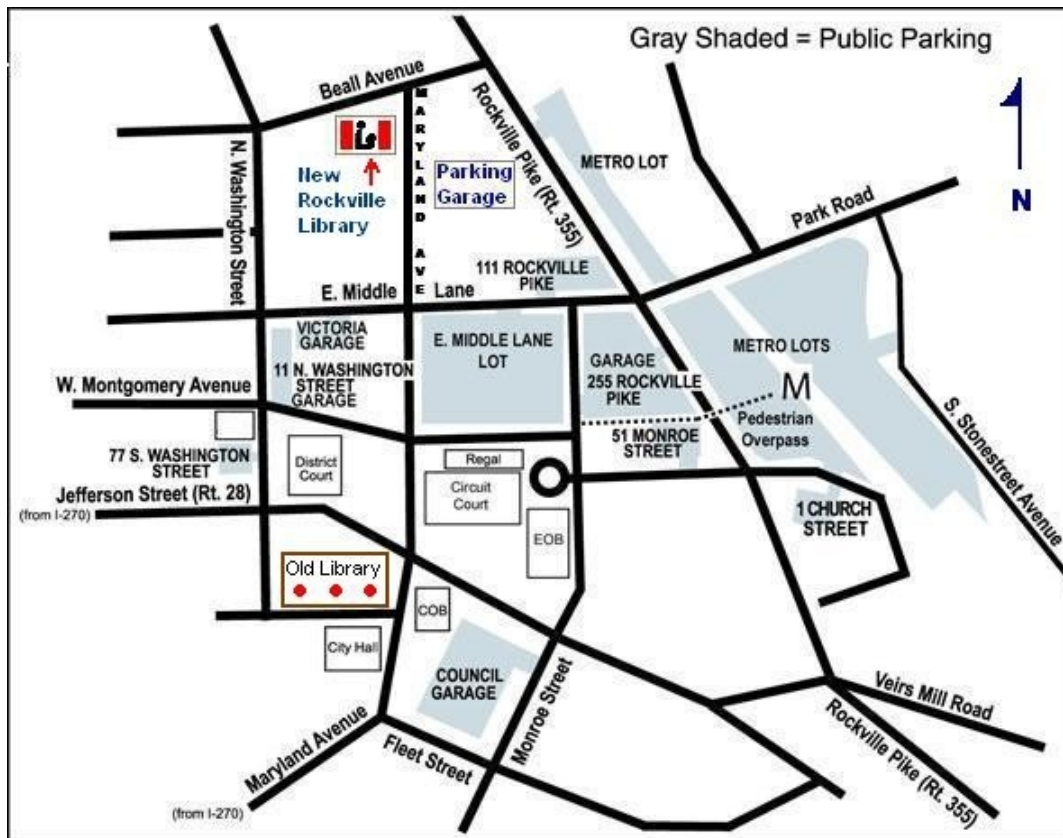 Gray Shaded = Public Parking
Beall Avenue
MARYLAND AVE
Rockville Pike (Rt. 355)
METRO LOT
N
N. Washington Street
New
Rockville
Library
Parking
Garage
Park Road
111 ROCKVILLE
PIKE
E. Middle Lane
VICTORIA
GARAGE
E. MIDDLE LANE
LOT
GARAGE
255 ROCKVILLE
PIKE
METRO LOTS
M
W. Montgomery Avenue
11 N. WASHINGTON
STREET
GARAGE
Pedestrian
Overpass
S. Stonestreet Avenue
51 MONROE
STREET
77 S. WASHINGTON
STREET
District
Court
Regal
Circuit
Court
Jefferson Street (Rt. 28)
(from I-270)
1 CHURCH
STREET
EOB
Old Library
COB
City Hall
COUNCIL
GARAGE
Monroe Street
Veirs Mill Road
Rockville Pike (Rt. 355)
Maryland Avenue
Fleet Street
(from I-270)